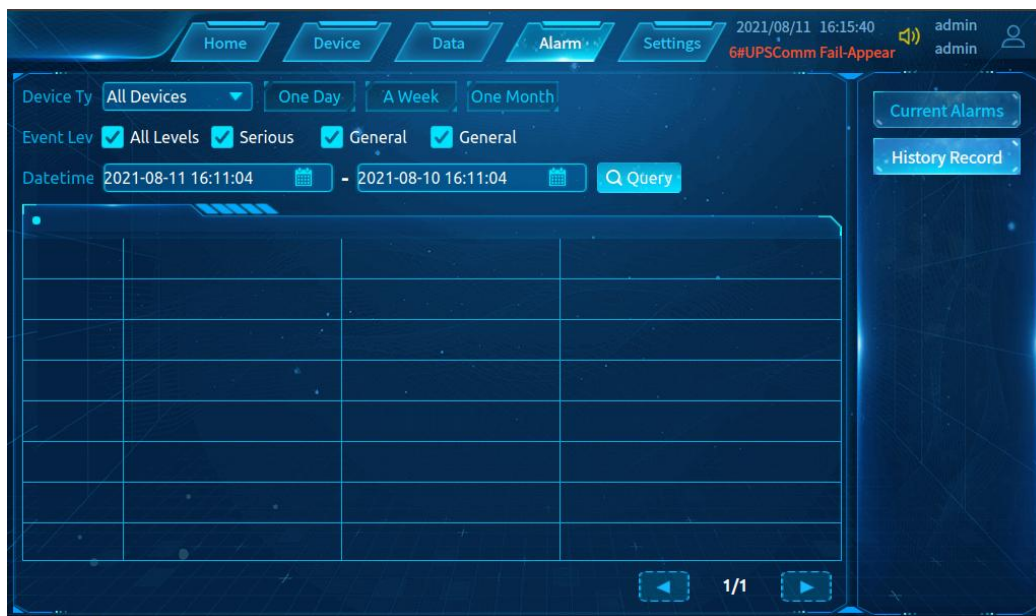 Home Device Data Alarm Settings 2021/08/11 16:15:40 admin
6#UPSComm Fail-Appear admin
Device Ty All Devices One Day A Week One Month
Event Lev All Levels Serious General General
Datetime 2021-08-11 16:11:04 - 2021-08-10 16:11:04 Query
Current Alarms
History Record
1/1